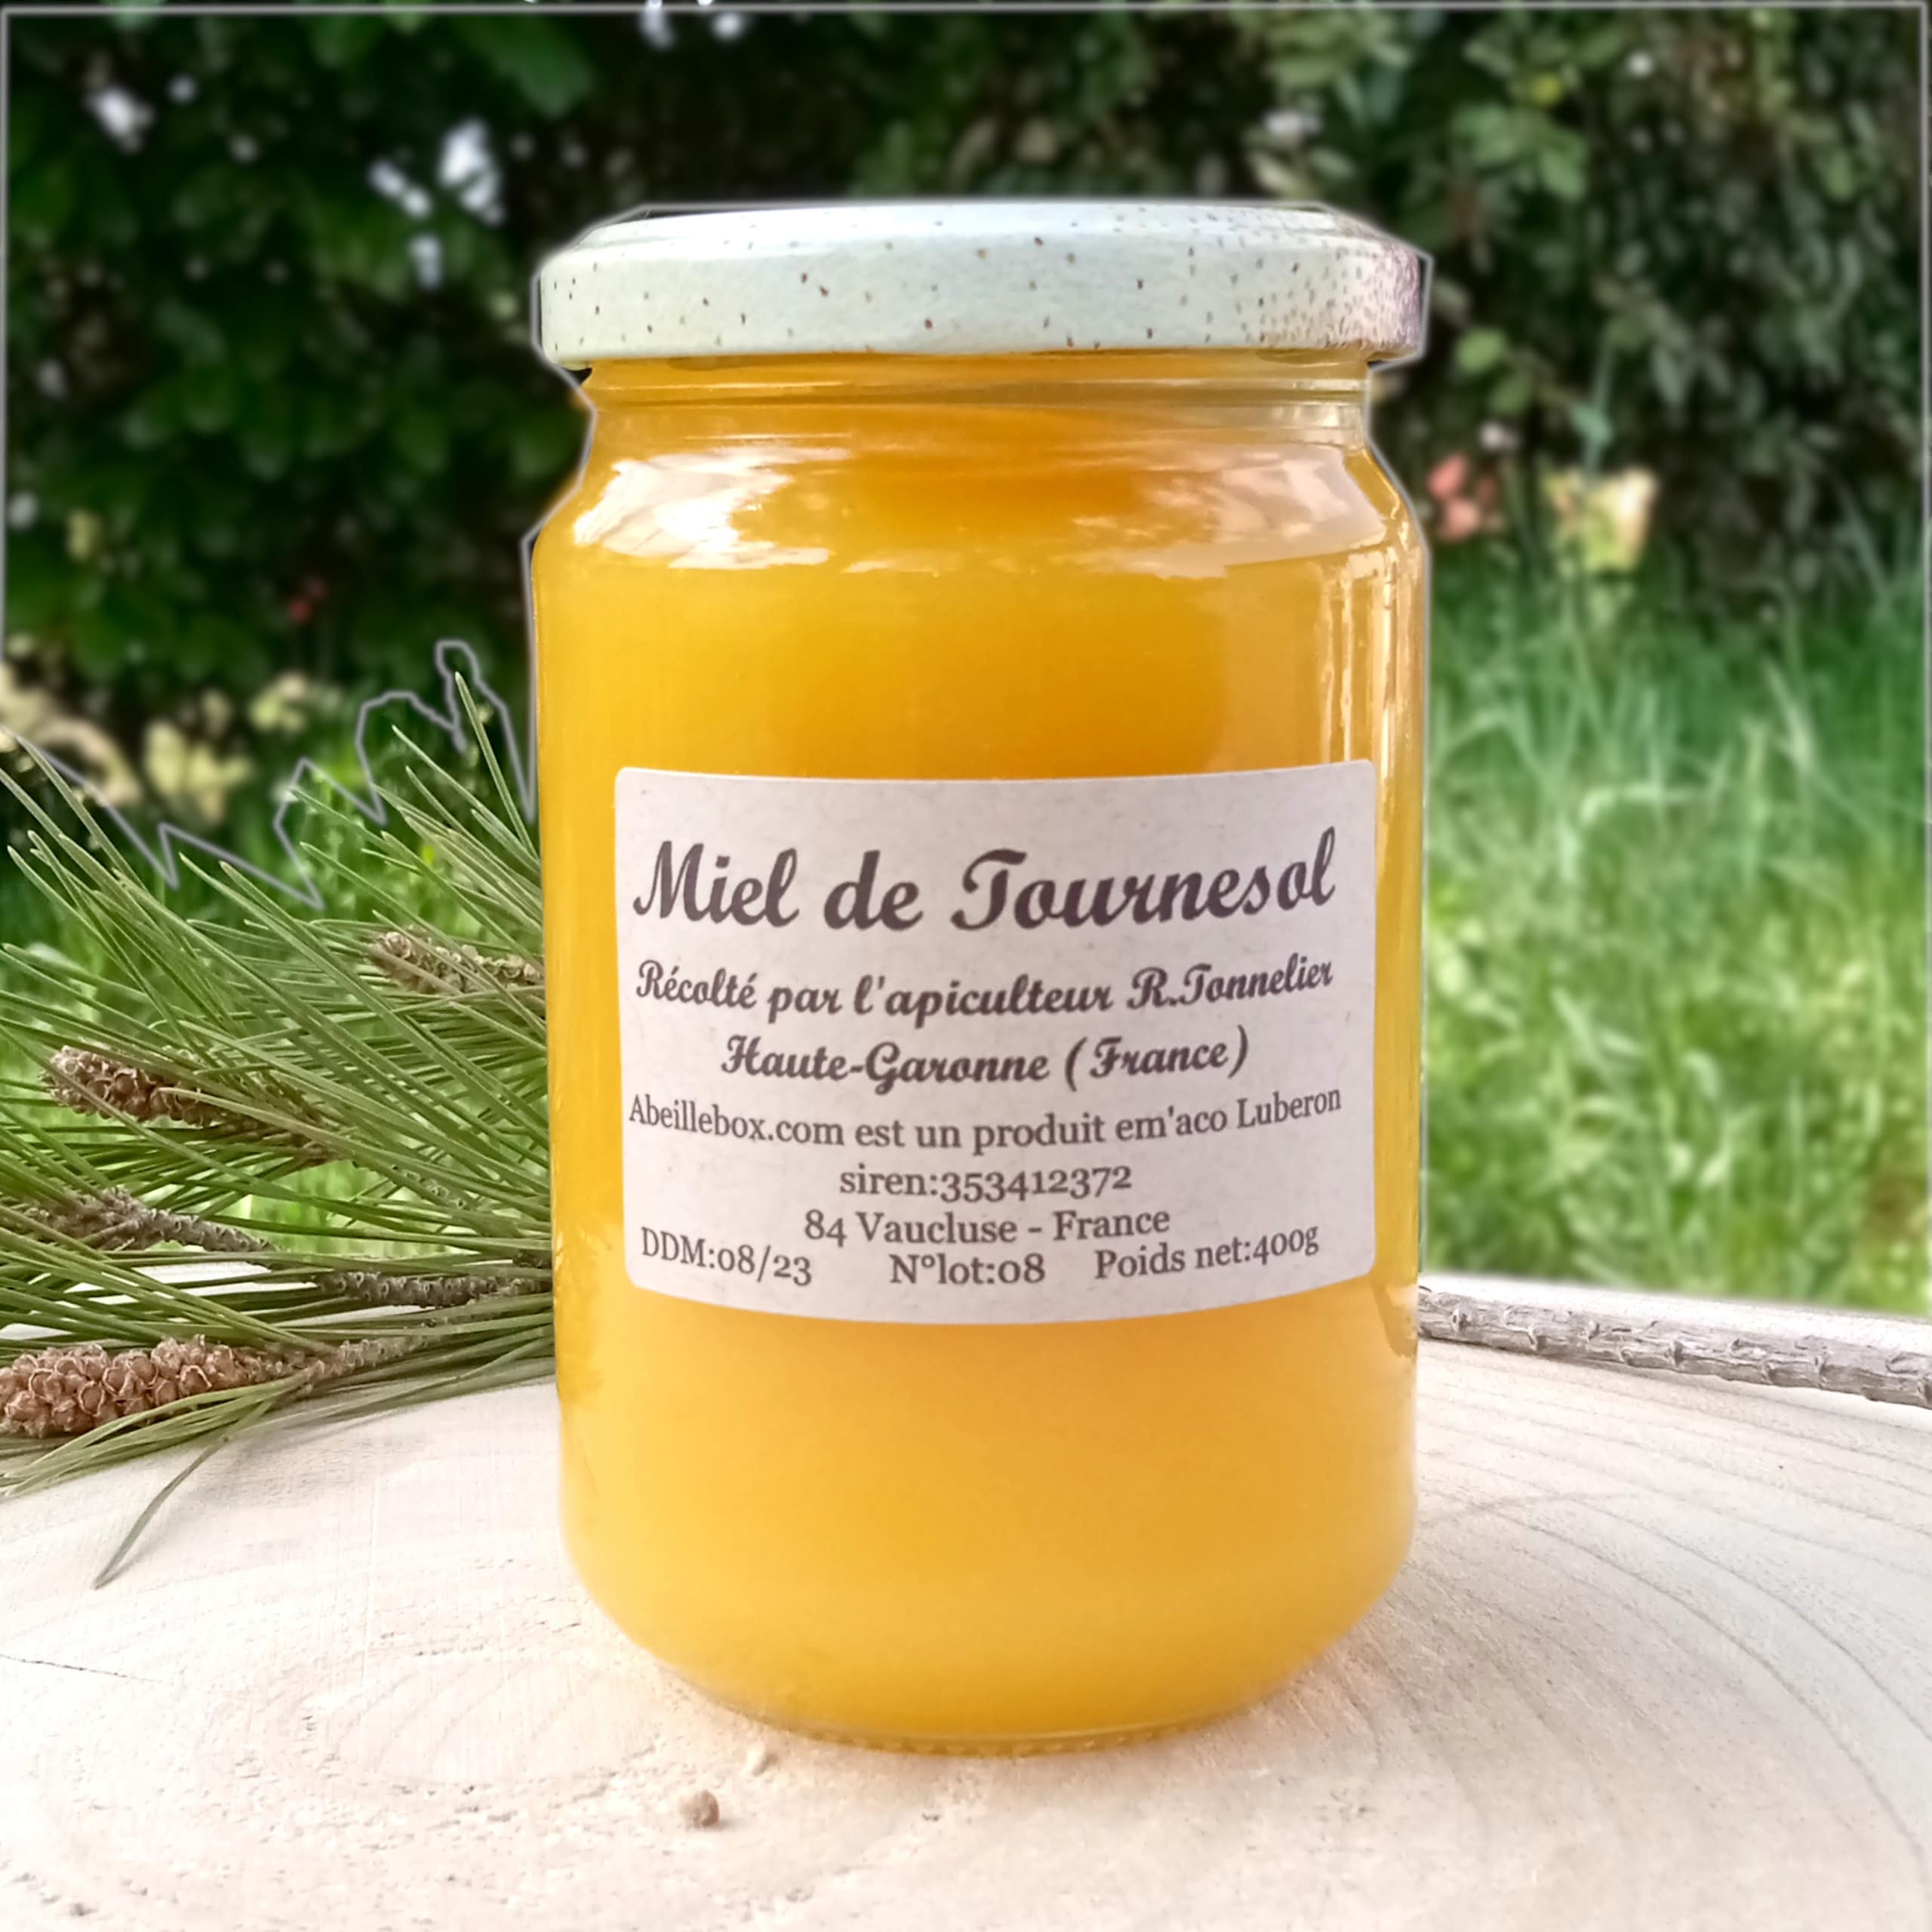 Miel de Tournesol
Récolté par l'apiculteur R.Tonnelier
Haute-Garonne (France)
Abeillebox.com est un produit em'aco Luberon
siren:353412372
84 Vaucluse - France
DDM:08/23 N°lot:08 Poids net:400g